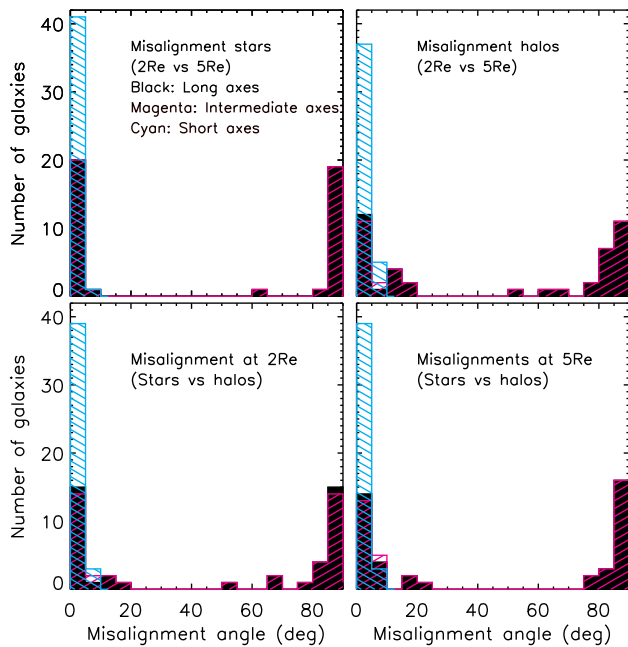 40
30
20
10
0
Number of galaxies
Misalignment stars
(2Re vs 5Re)
Black: Long axes
Magenta: Intermediate axes
Cyan: Short axes
Misalignment halos
(2Re vs 5Re)
40
30
20
10
0
Number of galaxies
Misalignment at 2Re
(Stars vs halos)
Misalignments at 5Re
(Stars vs halos)
0 20 40 60 80
0 20 40 60 80
Misalignment angle (deg)
Misalignment angle (deg)